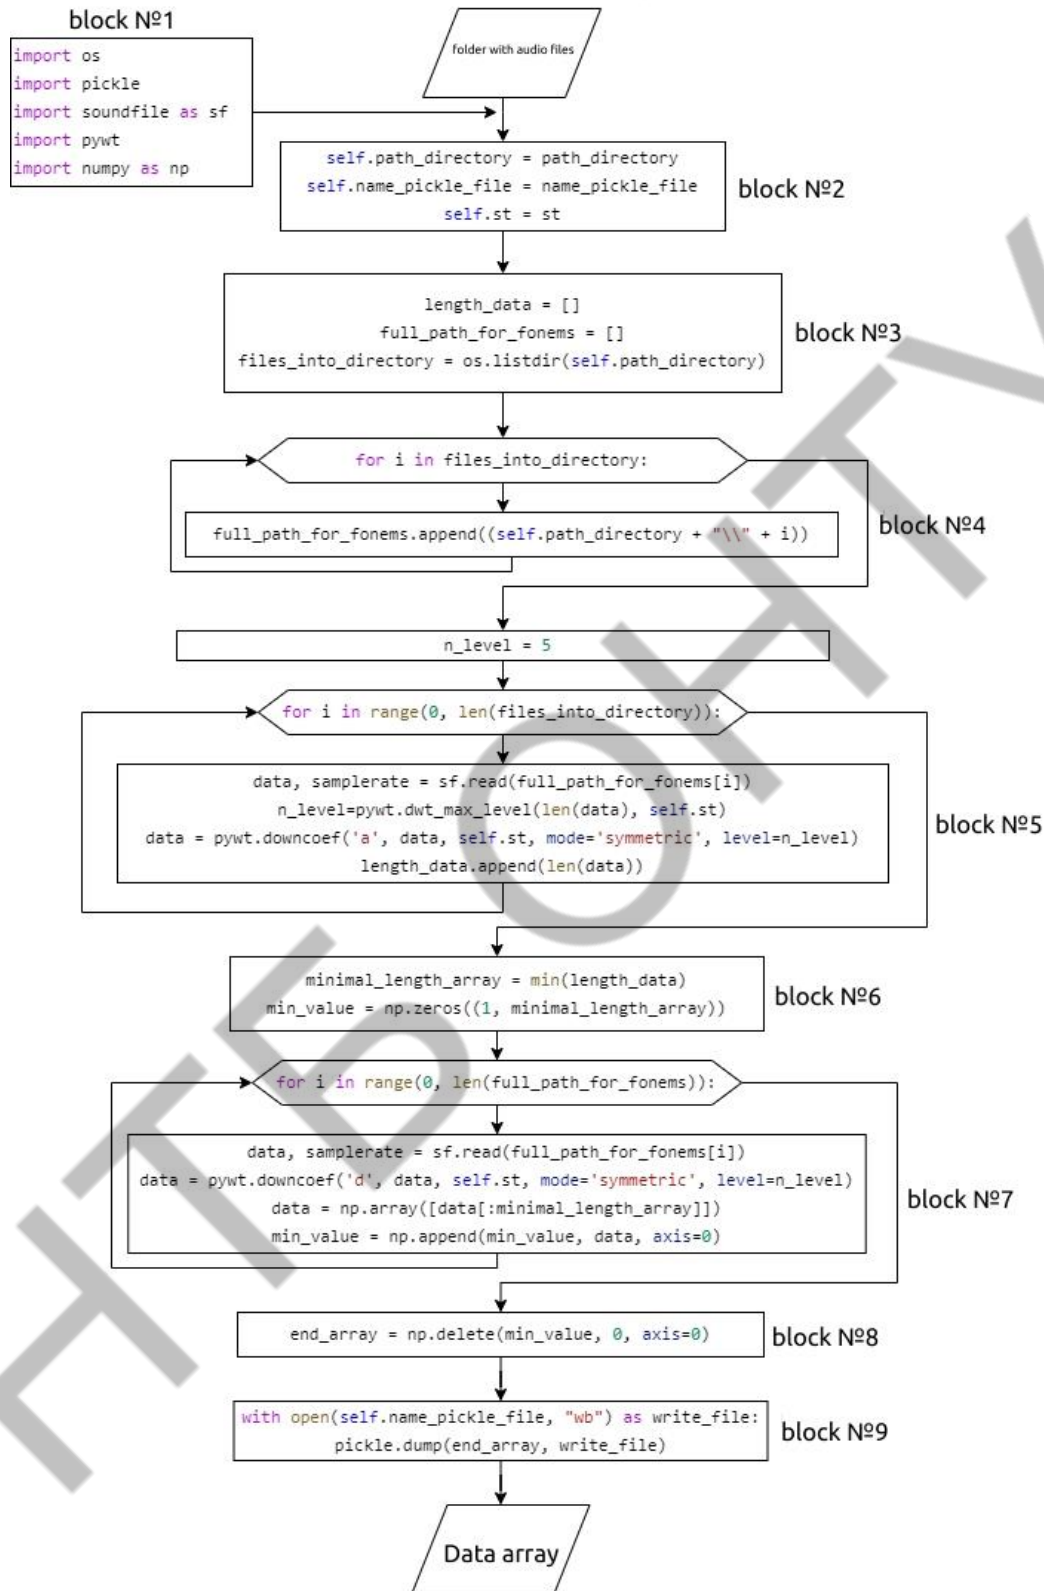 block №1
import os
import pickle
import soundfile as sf
import pywt
import numpy as np
folder with audio files
self.path_directory = path_directory
self.name_pickle_file = name_pickle_file
self.st = st
block №2
length_data = []
full_path_for_fonems = []
files_into_directory = os.listdir(self.path_directory)
block №3
for i in files_into_directory:
full_path_for_fonems.append((self.path_directory + "\\" + i))
block №4
n_level = 5
for i in range(0, len(files_into_directory)):
data, samplerate = sf.read(full_path_for_fonems[i])
n_level=pywt.dwt_max_level(len(data), self.st)
data = pywt.downcoef('a', data, self.st, mode='symmetric', level=n_level)
length_data.append(len(data))
block №5
minimal_length_array = min(length_data)
min_value = np.zeros((1, minimal_length_array))
block №6
for i in range(0, len(full_path_for_fonems)):
data, samplerate = sf.read(full_path_for_fonems[i])
data = pywt.downcoef('d', data, self.st, mode='symmetric', level=n_level)
data = np.array([data[:minimal_length_array]])
min_value = np.append(min_value, data, axis=0)
block №7
end_array = np.delete(min_value, 0, axis=0)
block №8
with open(self.name_pickle_file, "wb") as write_file:
pickle.dump(end_array, write_file)
block №9
Data array
НТБ ОНТУ